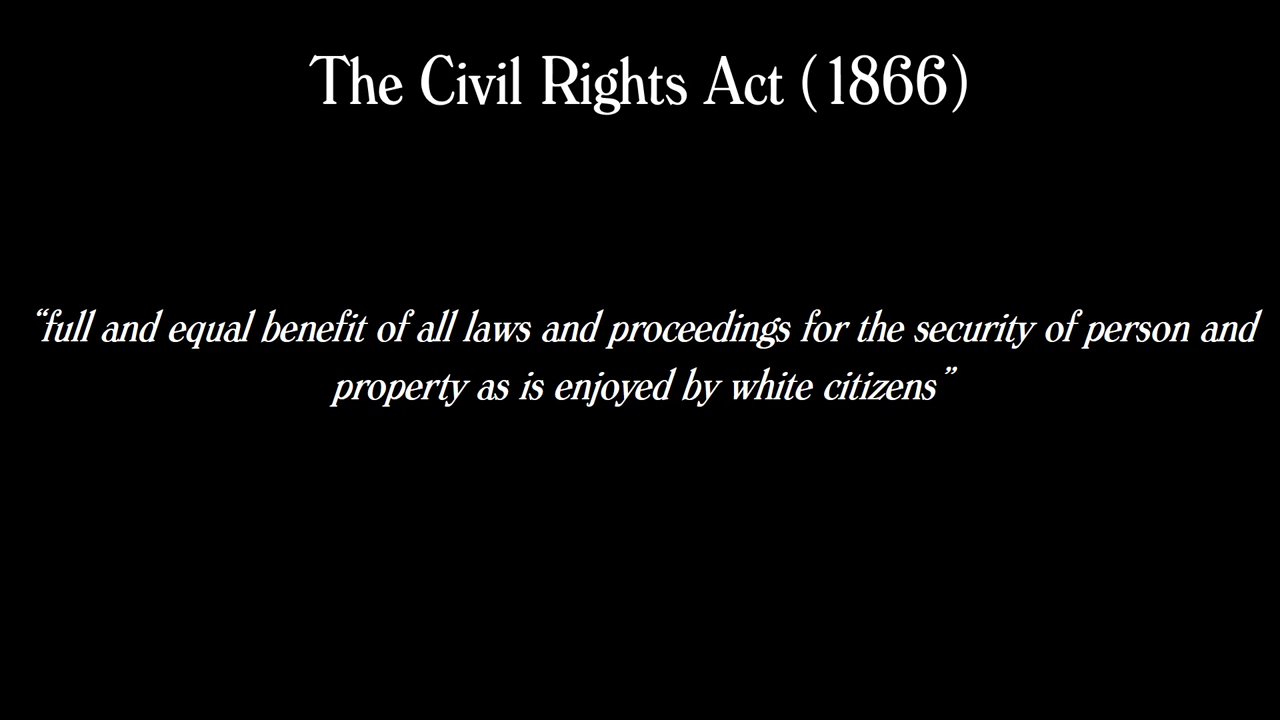 The Civil Rights Act (1866)
“full and equal benefit of all laws and proceedings for the security of person and
property as is enjoyed by white citizens”